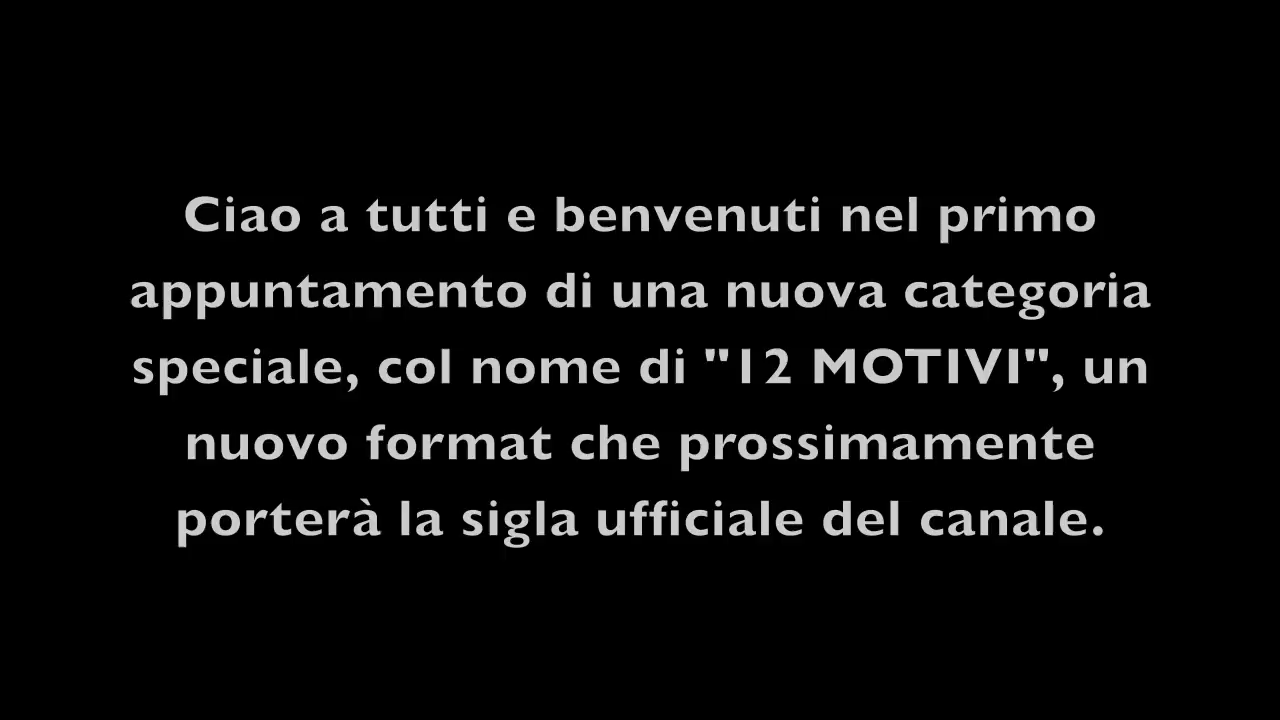 Ciao a tutti e benvenuti nel primo
appuntamento di una nuova categoria
speciale, col nome di "12 MOTIVI", un
nuovo format che prossimamente
porterà la sigla ufficiale del canale.